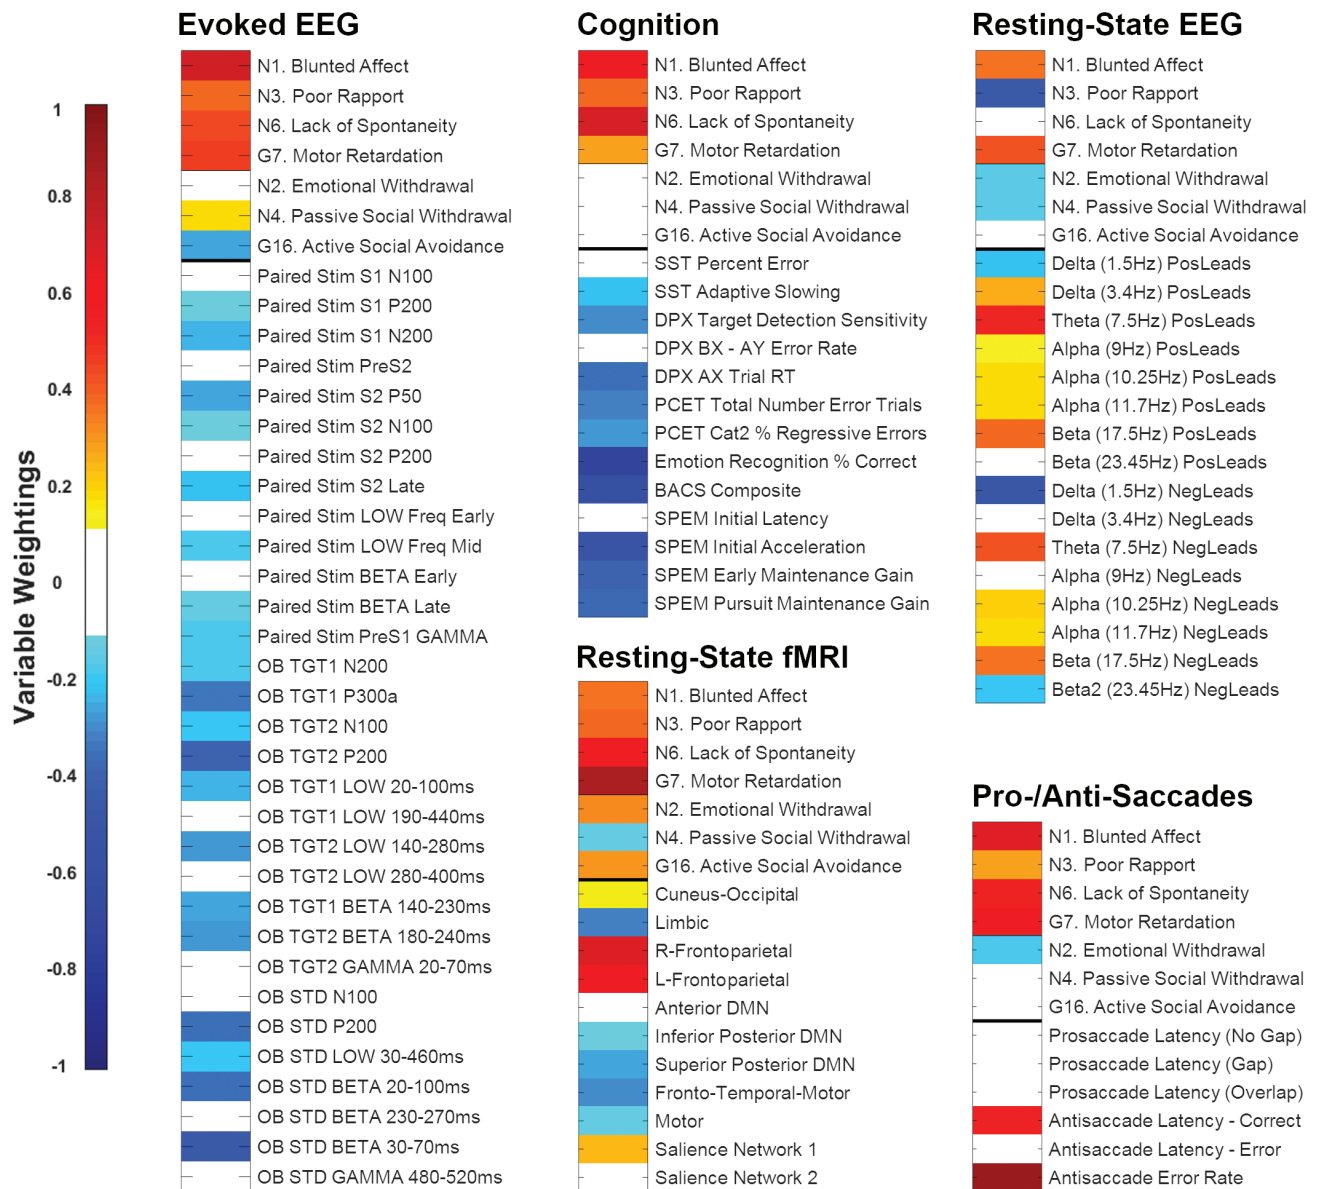 Variable Weightings
1
0.8
0.6
0.4
0.2
0
-0.2
-0.4
-0.6
-0.8
-1
Evoked EEG
N1. Blunted Affect
N3. Poor Rapport
N6. Lack of Spontaneity
G7. Motor Retardation
N2. Emotional Withdrawal
N4. Passive Social Withdrawal
G16. Active Social Avoidance
Paired Stim S1 N100
Paired Stim S1 P200
Paired Stim S1 N200
Paired Stim PreS2
Paired Stim S2 P50
Paired Stim S2 N100
Paired Stim S2 P200
Paired Stim S2 Late
Paired Stim LOW Freq Early
Paired Stim LOW Freq Mid
Paired Stim BETA Early
Paired Stim BETA Late
Paired Stim PreS1 GAMMA
OB TGT1 N200
OB TGT1 P300a
OB TGT2 N100
OB TGT2 P200
OB TGT1 LOW 20-100ms
OB TGT1 LOW 190-440ms
OB TGT2 LOW 140-280ms
OB TGT2 LOW 280-400ms
OB TGT1 BETA 140-230ms
OB TGT2 BETA 180-240ms
OB TGT2 GAMMA 20-70ms
OB STD N100
OB STD P200
OB STD LOW 30-460ms
OB STD BETA 20-100ms
OB STD BETA 230-270ms
OB STD BETA 30-70ms
OB STD GAMMA 480-520ms
Cognition
N1. Blunted Affect
N3. Poor Rapport
N6. Lack of Spontaneity
G7. Motor Retardation
N2. Emotional Withdrawal
N4. Passive Social Withdrawal
G16. Active Social Avoidance
SST Percent Error
SST Adaptive Slowing
DPX Target Detection Sensitivity
DPX BX - AY Error Rate
DPX AX Trial RT
PCET Total Number Error Trials
PCET Cat2 % Regressive Errors
Emotion Recognition % Correct
BACS Composite
SPEM Initial Latency
SPEM Initial Acceleration
SPEM Early Maintenance Gain
SPEM Pursuit Maintenance Gain
Resting-State fMRI
N1. Blunted Affect
N3. Poor Rapport
N6. Lack of Spontaneity
G7. Motor Retardation
N2. Emotional Withdrawal
N4. Passive Social Withdrawal
G16. Active Social Avoidance
Cuneus-Occipital
Limbic
R-Frontoparietal
L-Frontoparietal
Anterior DMN
Inferior Posterior DMN
Superior Posterior DMN
Fronto-Temporal-Motor
Motor
Salience Network 1
Salience Network 2
Resting-State EEG
N1. Blunted Affect
N3. Poor Rapport
N6. Lack of Spontaneity
G7. Motor Retardation
N2. Emotional Withdrawal
N4. Passive Social Withdrawal
G16. Active Social Avoidance
Delta (1.5Hz) PosLeads
Delta (3.4Hz) PosLeads
Theta (7.5Hz) PosLeads
Alpha (9Hz) PosLeads
Alpha (10.25Hz) PosLeads
Alpha (11.7Hz) PosLeads
Beta (17.5Hz) PosLeads
Beta (23.45Hz) PosLeads
Delta (1.5Hz) NegLeads
Delta (3.4Hz) NegLeads
Theta (7.5Hz) NegLeads
Alpha (9Hz) NegLeads
Alpha (10.25Hz) NegLeads
Alpha (11.7Hz) NegLeads
Beta (17.5Hz) NegLeads
Beta2 (23.45Hz) NegLeads
Pro-/Anti-Saccades
N1. Blunted Affect
N3. Poor Rapport
N6. Lack of Spontaneity
G7. Motor Retardation
N2. Emotional Withdrawal
N4. Passive Social Withdrawal
G16. Active Social Avoidance
Prosaccade Latency (No Gap)
Prosaccade Latency (Gap)
Prosaccade Latency (Overlap)
Antisaccade Latency - Correct
Antisaccade Latency - Error
Antisaccade Error Rate